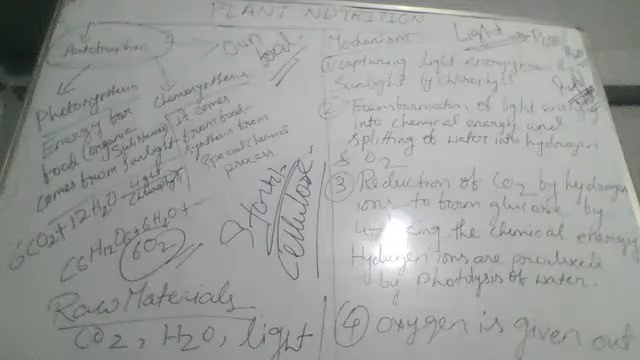 PLANT NUTRITION
Autotrophic
Own
food
Photosynthesis
Energy for
food (organic
substance)
comes from sunlight
Chemosynthesis
It comes
from food
synthesis from
special chemos
process
6CO2 + 12H2O Light
Chlorophyll
C6H12O6 + 6H2O +
6O2
Starch
Cellulose
Raw Materials
CO2, H2O, light
Mechanism
Light
① capturing light energy
Sunlight by chlorophyll
② Transformation of light energy
into chemical energy and
splitting of water into hydrogen
& O2
③ Reduction of CO2 by hydrogen
ions to form glucose by
utilizing the chemical energy
Hydrogen ions are produced
by photolysis of water.
④ oxygen is given out